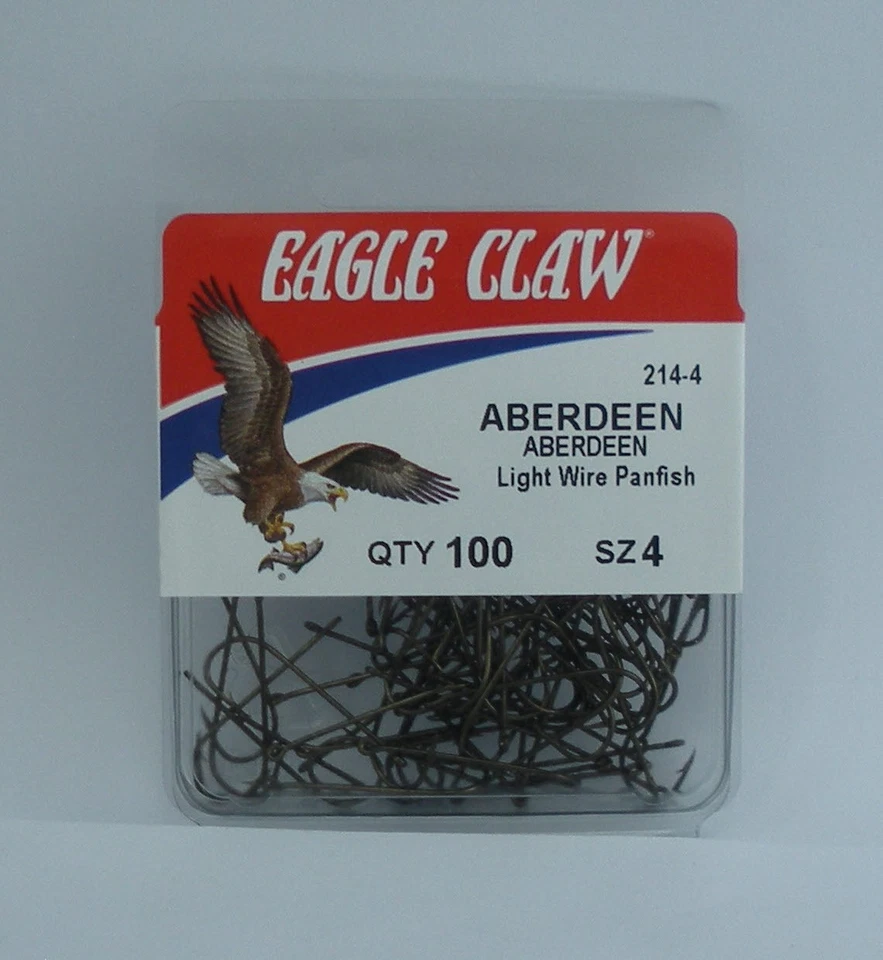 EAGLE CLAW®
214-4
ABERDEEN
ABERDEEN
Light Wire Panfish
QTY 100 SZ 4
®